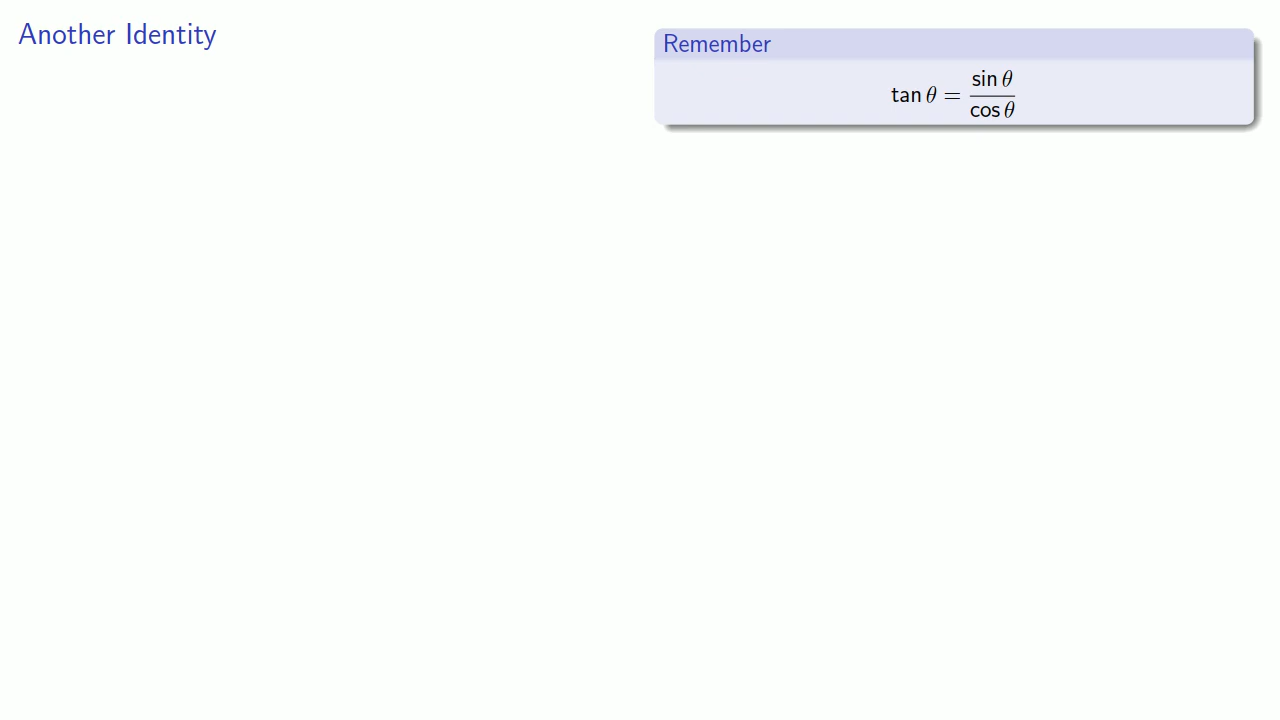 Another Identity
Remember
tan θ = sin θ / cos θ